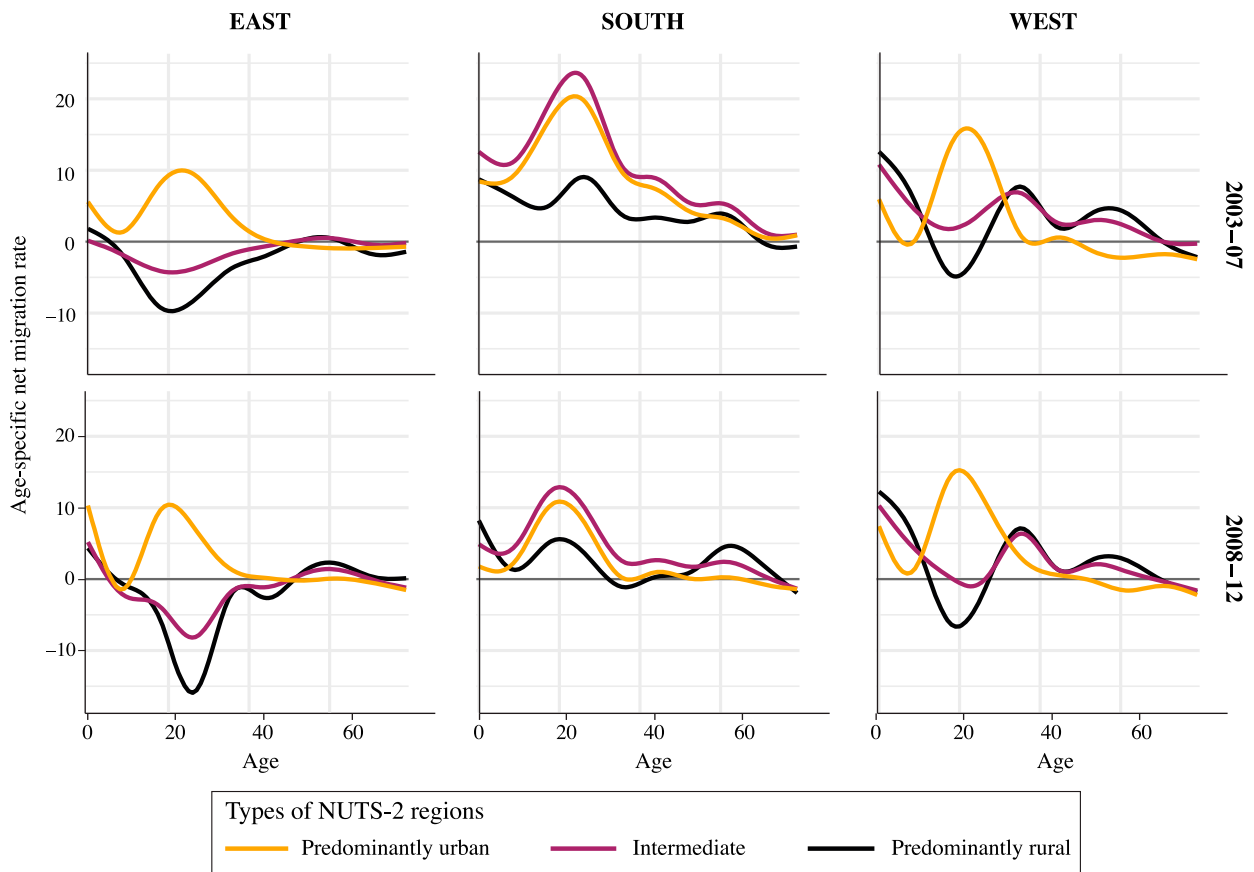 EAST SOUTH WEST
Age-specific net migration rate
20
10
0
−10
2003–07
20
10
0
−10
2008–12
0 20 40 60 0 20 40 60 0 20 40 60
Age Age Age
Types of NUTS-2 regions
Predominantly urban Intermediate Predominantly rural